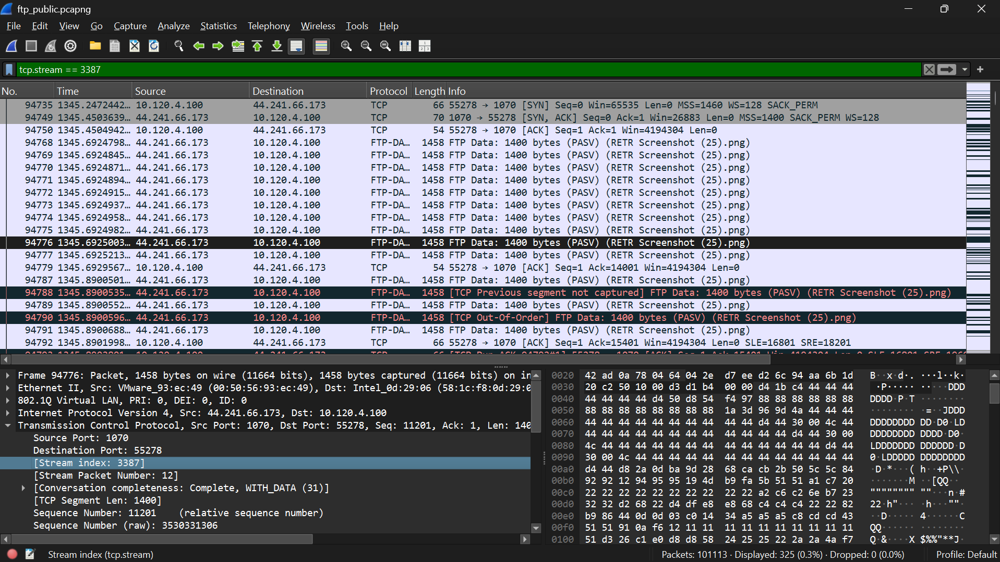 ftp_public.pcapng
File Edit View Go Capture Analyze Statistics Telephony Wireless Tools Help
tcp.stream == 3387
No. Time Source Destination Protocol Length Info
94735 1345.2472442… 10.120.4.100 44.241.66.173 TCP 66 55278 → 1070 [SYN] Seq=0 Win=65535 Len=0 MSS=1460 WS=128 SACK_PERM
94749 1345.4503639… 44.241.66.173 10.120.4.100 TCP 70 1070 → 55278 [SYN, ACK] Seq=0 Ack=1 Win=26883 Len=0 MSS=1400 SACK_PERM WS=128
94750 1345.4504942… 10.120.4.100 44.241.66.173 TCP 54 55278 → 1070 [ACK] Seq=1 Ack=1 Win=4194304 Len=0
94768 1345.6924798… 44.241.66.173 10.120.4.100 FTP-DA… 1458 FTP Data: 1400 bytes (PASV) (RETR Screenshot (25).png)
94769 1345.6924845… 44.241.66.173 10.120.4.100 FTP-DA… 1458 FTP Data: 1400 bytes (PASV) (RETR Screenshot (25).png)
94770 1345.6924871… 44.241.66.173 10.120.4.100 FTP-DA… 1458 FTP Data: 1400 bytes (PASV) (RETR Screenshot (25).png)
94771 1345.6924894… 44.241.66.173 10.120.4.100 FTP-DA… 1458 FTP Data: 1400 bytes (PASV) (RETR Screenshot (25).png)
94772 1345.6924915… 44.241.66.173 10.120.4.100 FTP-DA… 1458 FTP Data: 1400 bytes (PASV) (RETR Screenshot (25).png)
94773 1345.6924937… 44.241.66.173 10.120.4.100 FTP-DA… 1458 FTP Data: 1400 bytes (PASV) (RETR Screenshot (25).png)
94774 1345.6924958… 44.241.66.173 10.120.4.100 FTP-DA… 1458 FTP Data: 1400 bytes (PASV) (RETR Screenshot (25).png)
94775 1345.6924982… 44.241.66.173 10.120.4.100 FTP-DA… 1458 FTP Data: 1400 bytes (PASV) (RETR Screenshot (25).png)
94776 1345.6925003… 44.241.66.173 10.120.4.100 FTP-DA… 1458 FTP Data: 1400 bytes (PASV) (RETR Screenshot (25).png)
94777 1345.6925213… 44.241.66.173 10.120.4.100 FTP-DA… 1458 FTP Data: 1400 bytes (PASV) (RETR Screenshot (25).png)
94779 1345.6929567… 10.120.4.100 44.241.66.173 TCP 54 55278 → 1070 [ACK] Seq=1 Ack=14001 Win=4194304 Len=0
94787 1345.8900501… 44.241.66.173 10.120.4.100 FTP-DA… 1458 FTP Data: 1400 bytes (PASV) (RETR Screenshot (25).png)
94788 1345.8900535… 44.241.66.173 10.120.4.100 FTP-DA… 1458 [TCP Previous segment not captured] FTP Data: 1400 bytes (PASV) (RETR Screenshot (25).png)
94789 1345.8900552… 44.241.66.173 10.120.4.100 FTP-DA… 1458 FTP Data: 1400 bytes (PASV) (RETR Screenshot (25).png)
94790 1345.8900596… 44.241.66.173 10.120.4.100 FTP-DA… 1458 [TCP Out-Of-Order] FTP Data: 1400 bytes (PASV) (RETR Screenshot (25).png)
94791 1345.8900688… 44.241.66.173 10.120.4.100 FTP-DA… 1458 FTP Data: 1400 bytes (PASV) (RETR Screenshot (25).png)
94792 1345.8901998… 10.120.4.100 44.241.66.173 TCP 66 55278 → 1070 [ACK] Seq=1 Ack=15401 Win=4194304 Len=0 SLE=16801 SRE=18201
Frame 94776: Packet, 1458 bytes on wire (11664 bits), 1458 bytes captured (11664 bits) on in
Ethernet II, Src: VMware_93:ec:49 (00:50:56:93:ec:49), Dst: Intel_0d:29:06 (58:1c:f8:0d:29:0
802.1Q Virtual LAN, PRI: 0, DEI: 0, ID: 0
Internet Protocol Version 4, Src: 44.241.66.173, Dst: 10.120.4.100
Transmission Control Protocol, Src Port: 1070, Dst Port: 55278, Seq: 11201, Ack: 1, Len: 140
Source Port: 1070
Destination Port: 55278
[Stream index: 3387]
[Stream Packet Number: 12]
[Conversation completeness: Complete, WITH_DATA (31)]
[TCP Segment Len: 1400]
Sequence Number: 11201 (relative sequence number)
Sequence Number (raw): 3530331306
0020 42 ad 0a 78 04 64 04 2e d7 ee d2 6c 94 aa 6b 1d B··x·d·. ···l··k·
0030 20 c2 50 10 00 d3 d1 b4 00 00 d4 1b c4 44 44 44 ·P····· ·····DDD
0040 44 44 44 44 d4 50 d8 54 f4 97 88 88 88 88 88 88 DDDD·P·T ········
0050 88 88 88 88 88 88 88 88 1a 3d 96 9d 4a 44 44 44 ········ ·=··JDDD
0060 44 44 44 44 44 44 44 44 44 44 d4 44 30 00 4c 44 DDDDDDDD DD·D0·LD
0070 44 44 44 44 44 44 44 44 44 44 44 44 d4 44 30 00 DDDDDDDD DDDD·D0·
0080 4c 44 44 44 44 44 44 44 44 44 44 44 44 44 d4 44 LDDDDDDD DDDDDD·D
0090 30 00 4c 44 44 44 44 44 44 44 44 44 44 44 44 44 0·LDDDDD DDDDDDDD
00a0 d4 44 d8 2a 0d ba 9d 28 68 ca cb 2b 50 5c 5c 84 ·D·*···( h··+P\\·
00b0 92 92 12 94 95 95 19 4d b9 fa 5b 51 51 a1 c7 20 ·······M ··[QQ··
00c0 22 22 22 22 22 22 22 22 22 22 a2 c6 c2 6e b7 23 """""""" ""···n·#
00d0 32 32 d2 68 22 d4 df e8 e8 68 c4 c4 c4 22 22 82 22·h"··· ·h···""·
00e0 b9 86 44 0d 0d 03 c0 14 34 a5 a5 a5 c8 cd cd 43 ··D····· 4······C
00f0 51 51 91 0a f6 12 11 11 11 11 11 11 11 11 11 11 QQ······ ········
0100 51 d3 26 c1 e0 d8 d8 58 24 25 25 22 2a 2a 4a f7 Q·&····X $%%"**J·
Stream index (tcp.stream) Packets: 101113 · Displayed: 325 (0.3%) · Dropped: 0 (0.0%) Profile: Default